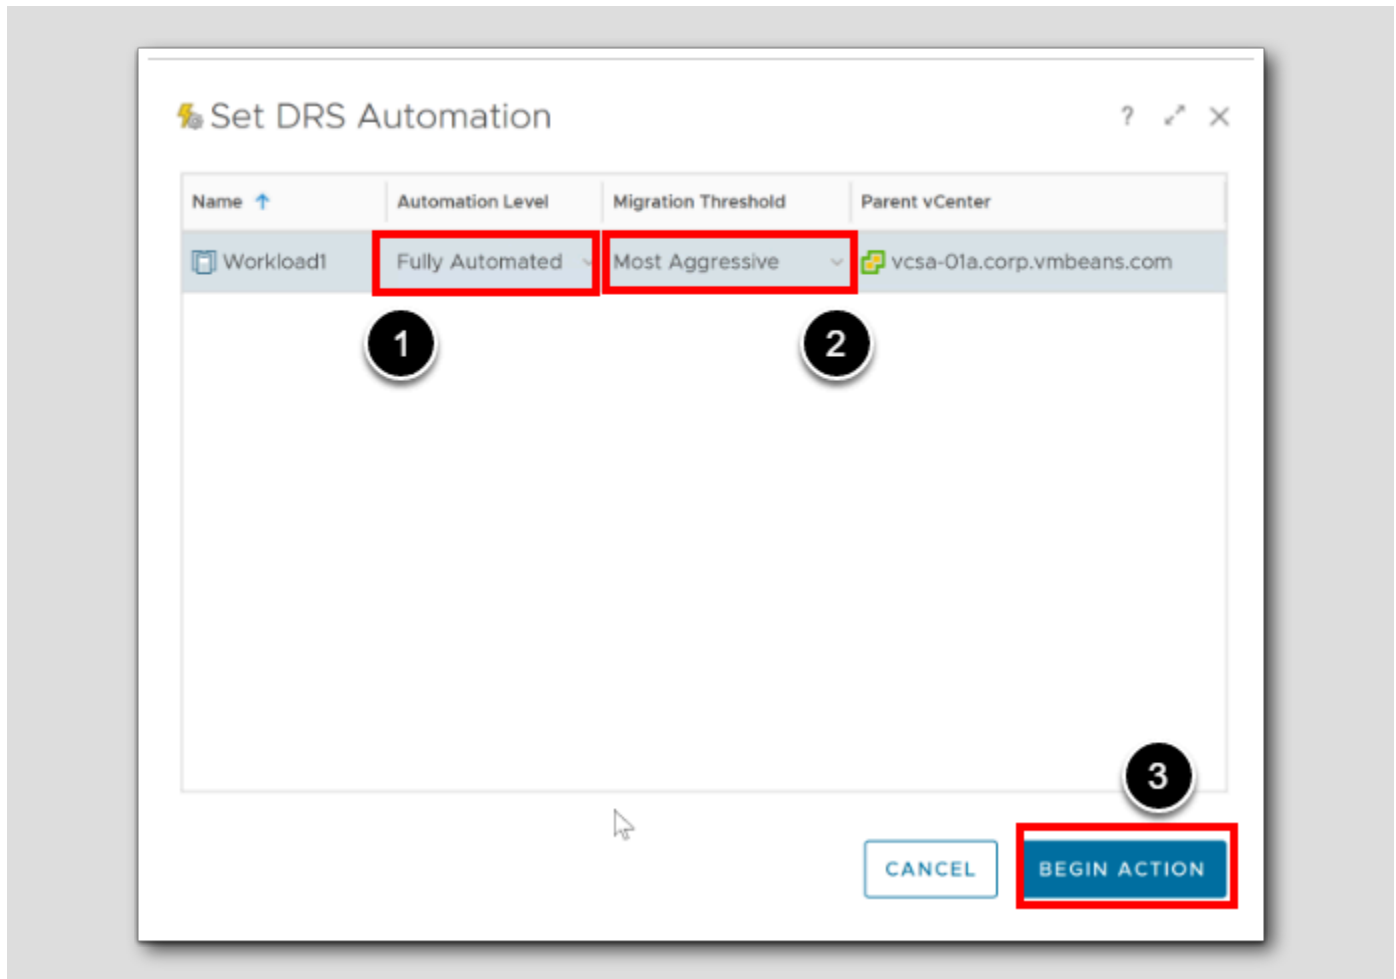 Set DRS Automation
?
Name Automation Level Migration Threshold Parent vCenter
Workload1 Fully Automated Most Aggressive vcsa-01a.corp.vmbeans.com
1 2
3
CANCEL BEGIN ACTION